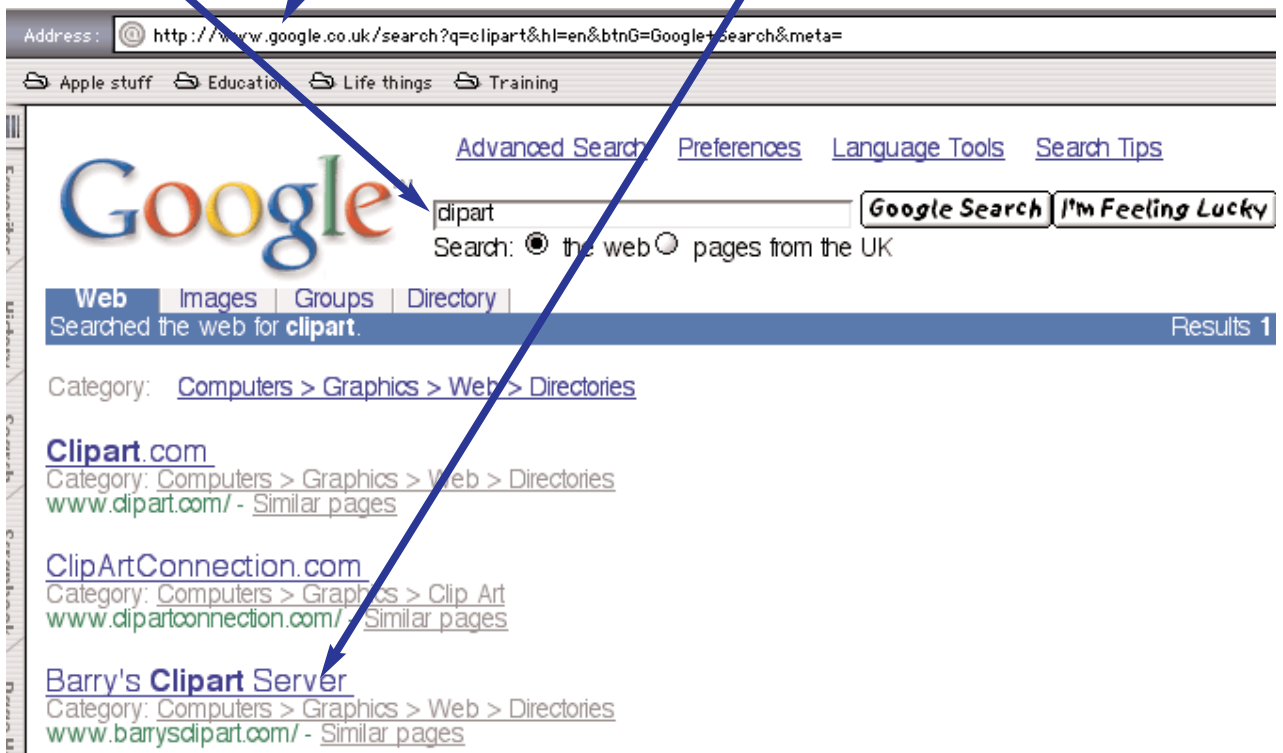 Address: @ http://www.google.co.uk/search?q=clipart&hl=en&btnG=Google+Search&meta=
Apple stuff Education Life things Training
Advanced Search Preferences Language Tools Search Tips
Google
clipart Google Search I'm Feeling Lucky
Search: the web pages from the UK
Web Images Groups Directory
Searched the web for clipart. Results 1
Category: Computers > Graphics > Web > Directories
Clipart.com
Category: Computers > Graphics > Web > Directories
www.clipart.com/ - Similar pages
ClipArtConnection.com
Category: Computers > Graphics > Clip Art
www.clipartconnection.com/ - Similar pages
Barry's Clipart Server
Category: Computers > Graphics > Web > Directories
www.barrysclipart.com/ - Similar pages